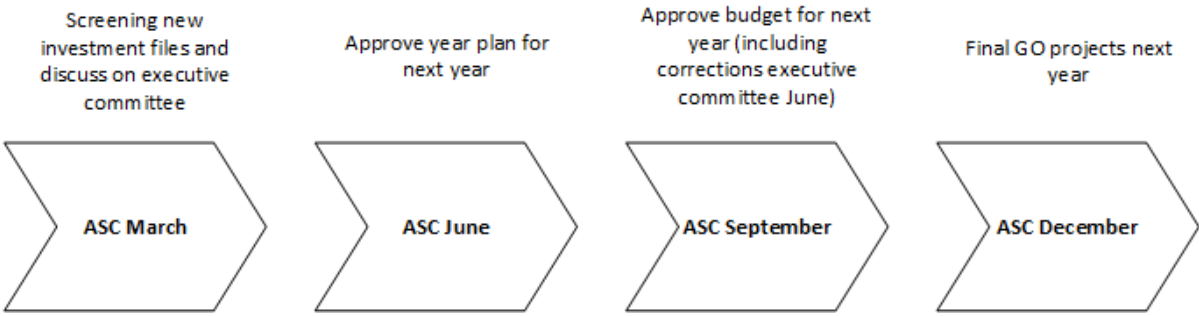 Screening new
investment files and
discuss on executive
committee
Approve year plan for
next year
Approve budget for next
year (including
corrections executive
committee June)
Final GO projects next
year
ASC March
ASC June
ASC September
ASC December